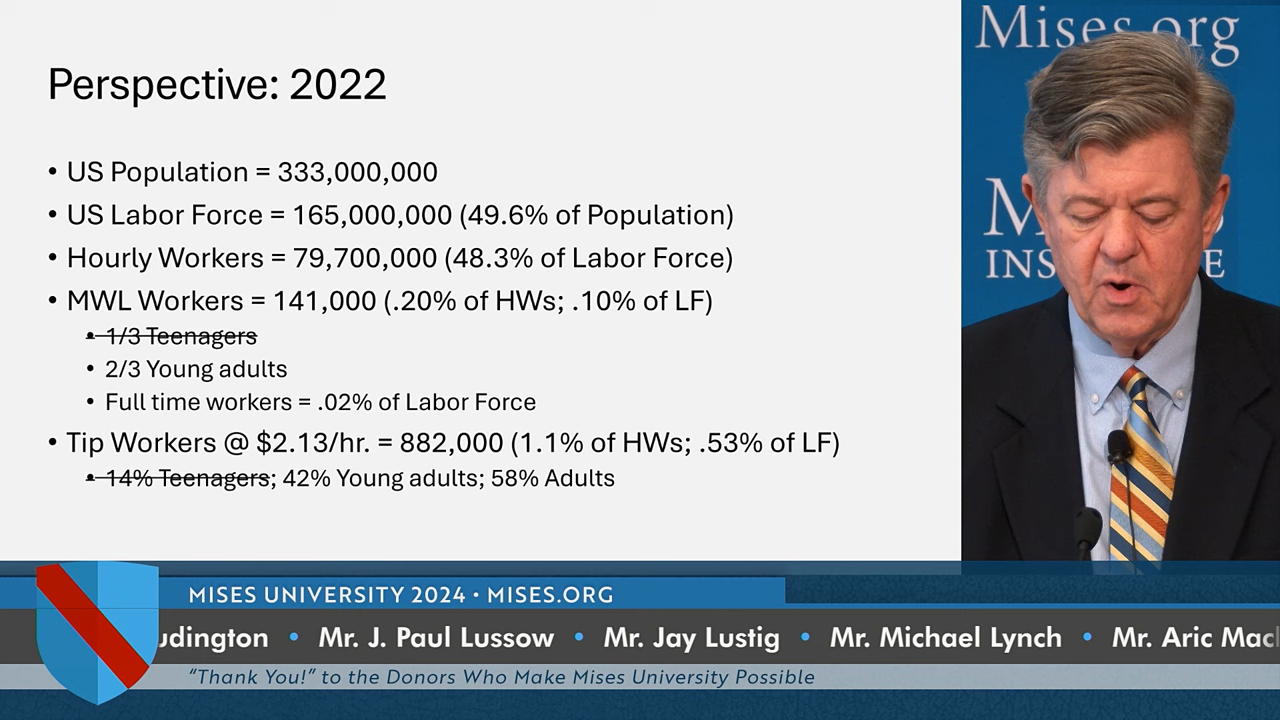 Perspective: 2022
• US Population = 333,000,000
• US Labor Force = 165,000,000 (49.6% of Population)
• Hourly Workers = 79,700,000 (48.3% of Labor Force)
• MWL Workers = 141,000 (.20% of HWs; .10% of LF)
• 1/3 Teenagers
• 2/3 Young adults
• Full time workers = .02% of Labor Force
• Tip Workers @ $2.13/hr. = 882,000 (1.1% of HWs; .53% of LF)
• 14% Teenagers; 42% Young adults; 58% Adults
Mises.org
M S
INS E
MISES UNIVERSITY 2024 • MISES.ORG
udington • Mr. J. Paul Lussow • Mr. Jay Lustig • Mr. Michael Lynch • Mr. Aric Mac
“Thank You!” to the Donors Who Make Mises University Possible